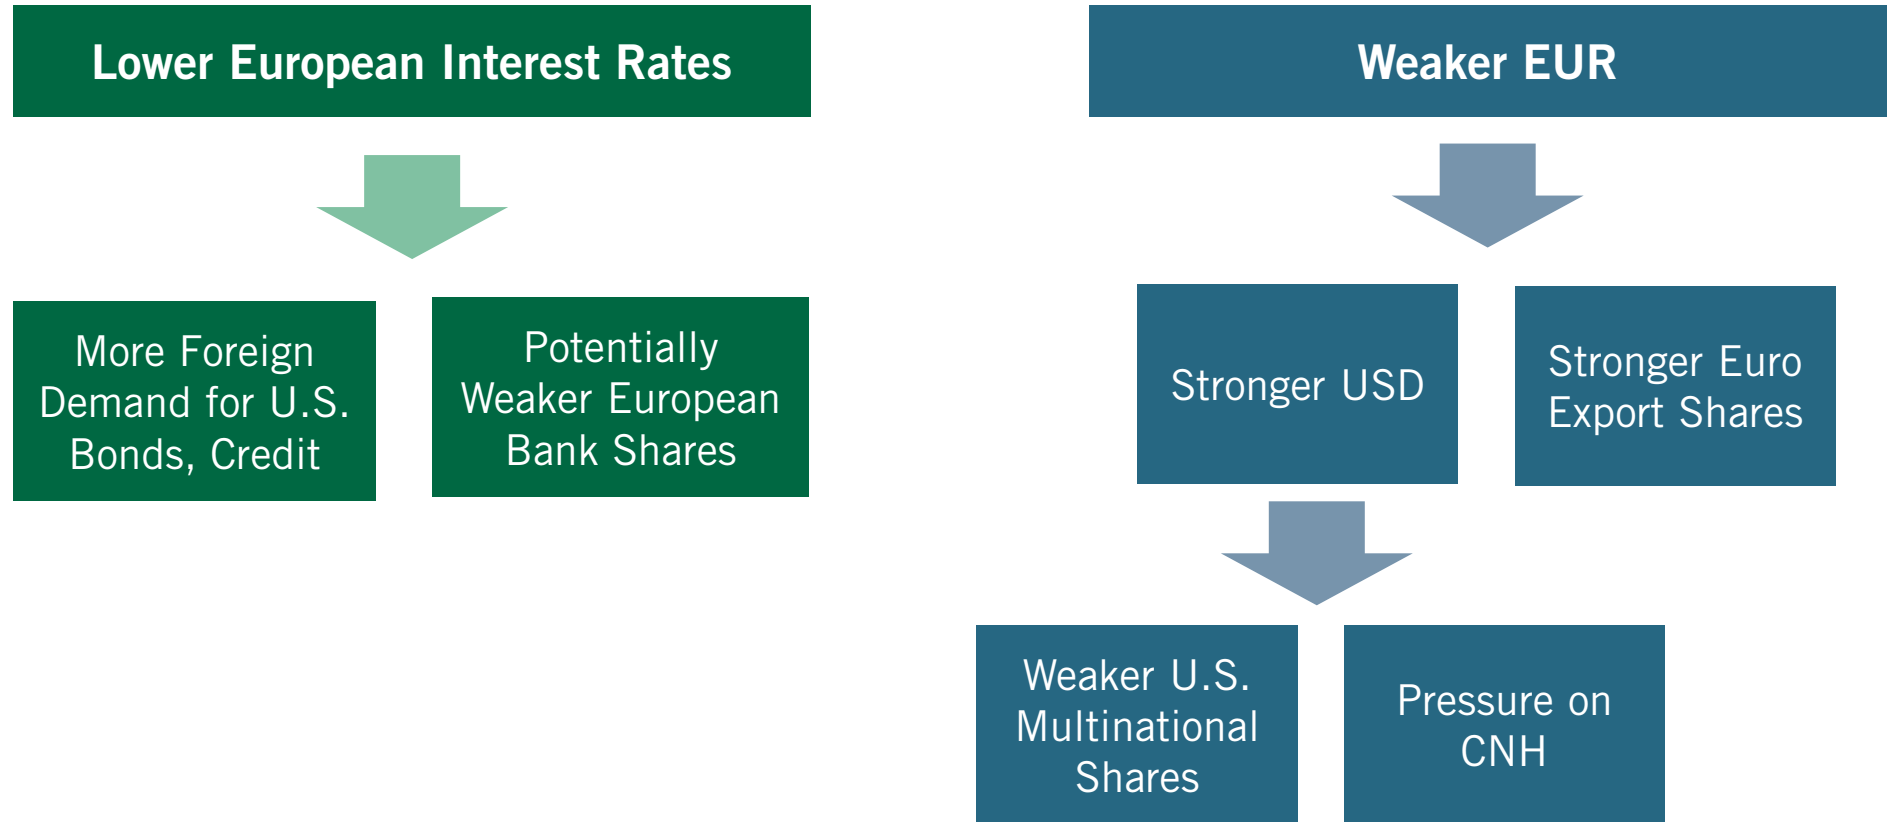 Lower European Interest Rates
Weaker EUR
More Foreign
Demand for U.S.
Bonds, Credit
Potentially
Weaker European
Bank Shares
Stronger USD
Stronger Euro
Export Shares
Weaker U.S.
Multinational
Shares
Pressure on
CNH